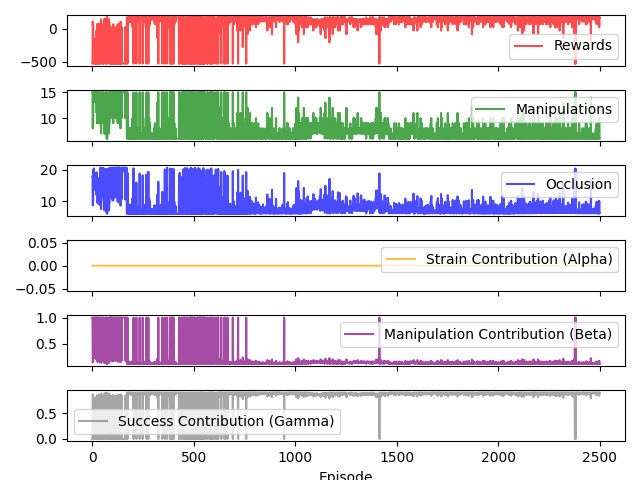 0
−500
Rewards
15
10
Manipulations
20
10
Occlusion
0.05
0.00
−0.05
Strain Contribution (Alpha)
1.0
0.5
Manipulation Contribution (Beta)
0.5
0.0
Success Contribution (Gamma)
0 500 1000 1500 2000 2500
Episode